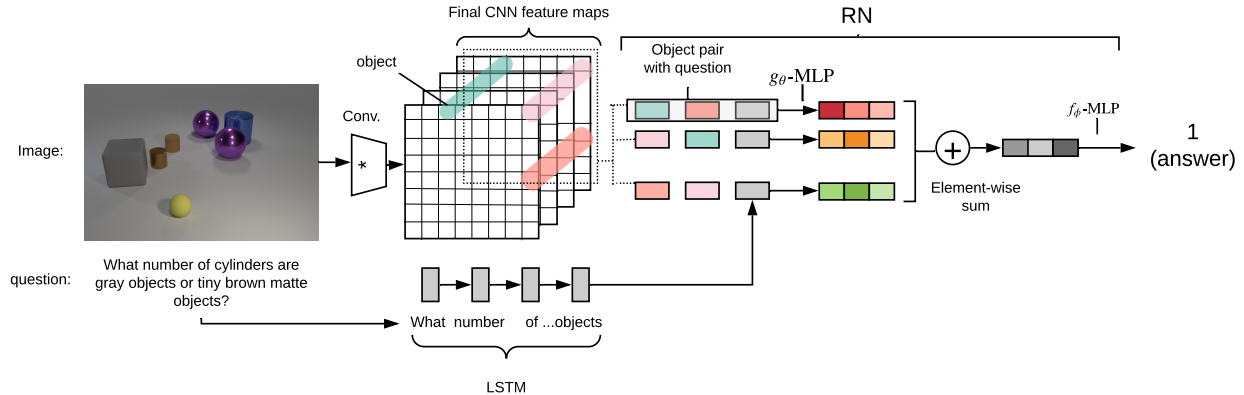 Final CNN feature maps
RN
object
Object pair
with question
gθ-MLP
fϕ-MLP
Conv.
*
Image:
+
Element-wise
sum
1
(answer)
question:
What number of cylinders are
gray objects or tiny brown matte
objects?
What number of ...objects
LSTM